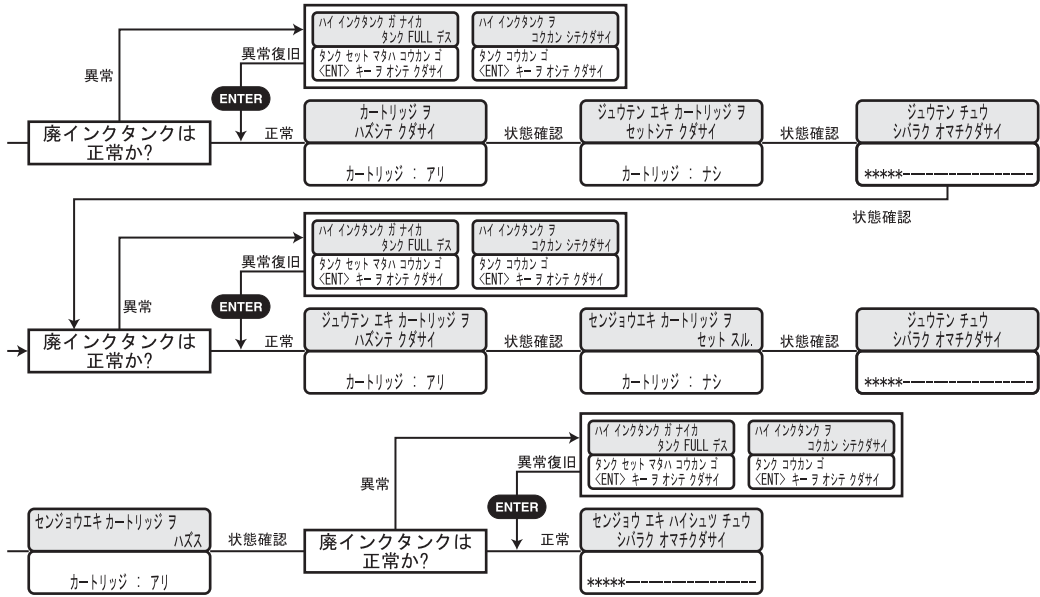 ハイ インクタンク ガ ナイカ
タンク FULL デス
タンク セット マタハ コウカン ゴ
〈ENT〉 キー ヲ オシテ クダサイ
ハイ インクタンク ヲ
コウカン シテクダサイ
タンク コウカン ゴ
〈ENT〉 キー ヲ オシテ クダサイ
異常
異常復旧
ENTER
廃インクタンクは
正常か?
正常
カートリッジ ヲ
ハズシテ クダサイ
カートリッジ : アリ
状態確認
ジュウテン エキ カートリッジ ヲ
セットシテ クダサイ
カートリッジ : ナシ
状態確認
ジュウテン チュウ
シバラク オマチクダサイ
*****-----------------
状態確認
ハイ インクタンク ガ ナイカ
タンク FULL デス
タンク セット マタハ コウカン ゴ
〈ENT〉 キー ヲ オシテ クダサイ
ハイ インクタンク ヲ
コウカン シテクダサイ
タンク コウカン ゴ
〈ENT〉 キー ヲ オシテ クダサイ
異常
異常復旧
ENTER
廃インクタンクは
正常か?
正常
ジュウテン エキ カートリッジ ヲ
ハズシテ クダサイ
カートリッジ : アリ
状態確認
センジョウエキ カートリッジ ヲ
セット スル.
カートリッジ : ナシ
状態確認
ジュウテン チュウ
シバラク オマチクダサイ
*****-----------------
ハイ インクタンク ガ ナイカ
タンク FULL デス
タンク セット マタハ コウカン ゴ
〈ENT〉 キー ヲ オシテ クダサイ
ハイ インクタンク ヲ
コウカン シテクダサイ
タンク コウカン ゴ
〈ENT〉 キー ヲ オシテ クダサイ
異常
異常復旧
ENTER
センジョウエキ カートリッジ ヲ
ハズス
カートリッジ : アリ
状態確認
廃インクタンクは
正常か?
正常
センジョウ エキ ハイシュツ チュウ
シバラク オマチクダサイ
*****-----------------